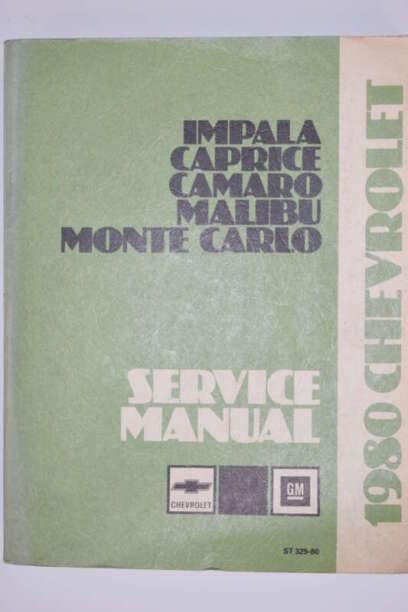 IMPALA
CAPRICE
CAMARO
MALIBU
MONTE CARLO
SERVICE
MANUAL
CHEVROLET
GM
ST 329-80
1980 CHEVROLET